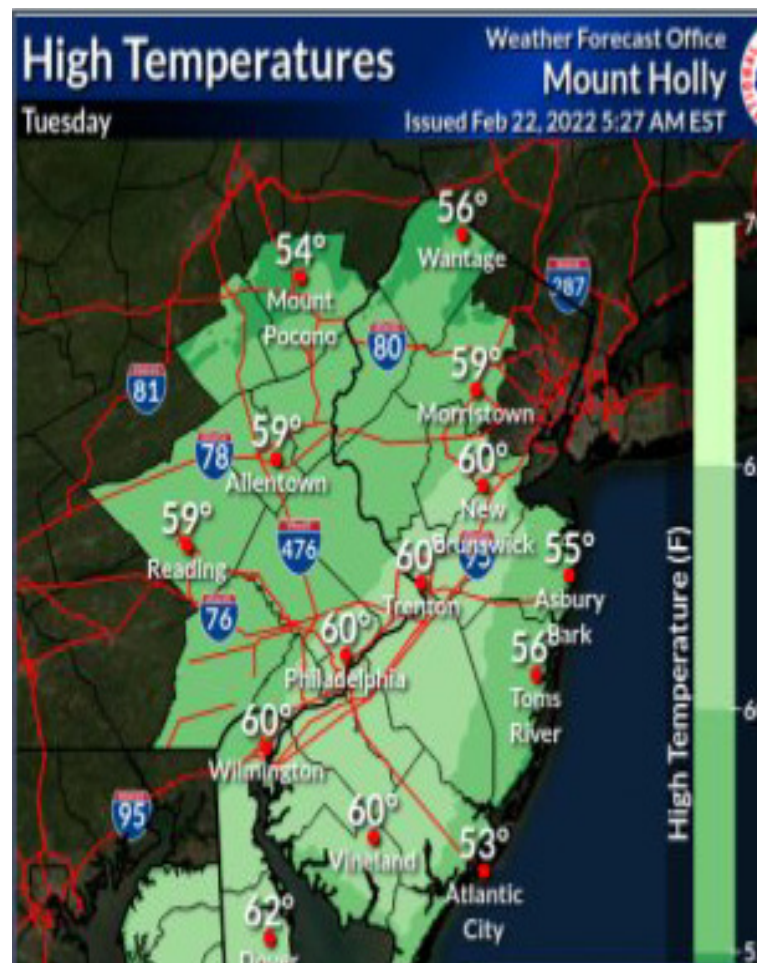 High Temperatures
Weather Forecast Office
Mount Holly
Tuesday
Issued Feb 22, 2022 5:27 AM EST
56°
Wantage
54°
Mount
Pocono
287
80
81
59°
Morristown
59°
Allentown
78
60°
New
Brunswick
59°
Reading
476
95
60°
Trenton
55°
Asbury
Park
76
60°
Philadelphia
56°
Toms
River
60°
Wilmington
95
60°
Vineland
53°
Atlantic
City
62°
Dover
High Temperature (F)